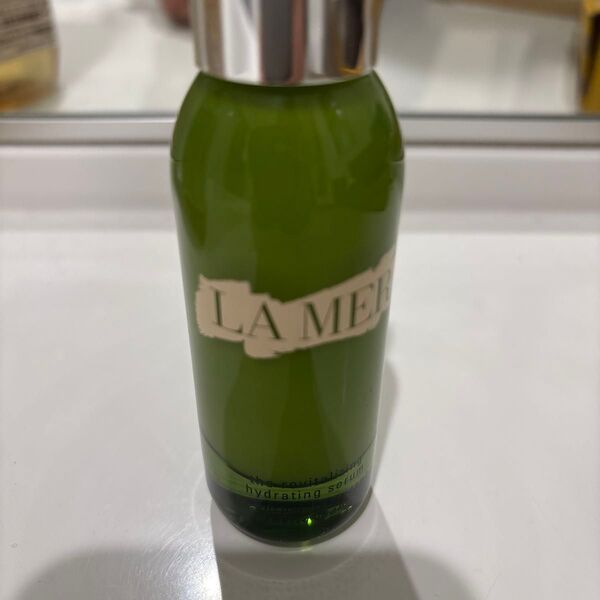 LA MER
the revitalizing
hydrating serum